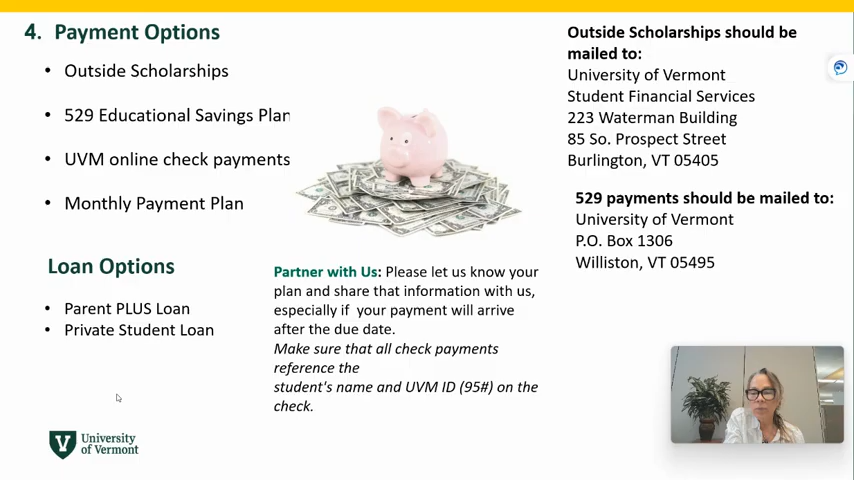 4. Payment Options
• Outside Scholarships
• 529 Educational Savings Plan
• UVM online check payments
• Monthly Payment Plan
Loan Options
• Parent PLUS Loan
• Private Student Loan
Partner with Us: Please let us know your
plan and share that information with us,
especially if your payment will arrive
after the due date.
Make sure that all check payments
reference the
student's name and UVM ID (95#) on the
check.
Outside Scholarships should be
mailed to:
University of Vermont
Student Financial Services
223 Waterman Building
85 So. Prospect Street
Burlington, VT 05405
529 payments should be mailed to:
University of Vermont
P.O. Box 1306
Williston, VT 05495
V University
of Vermont